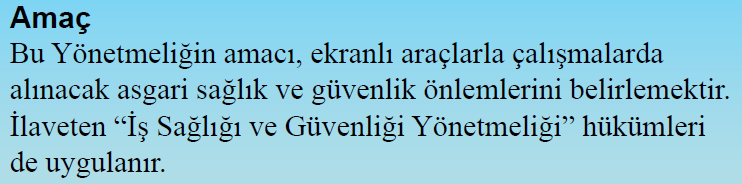 Amaç
Bu Yönetmeliğin amacı, ekranlı araçlarla çalışmalarda
alınacak asgari sağlık ve güvenlik önlemlerini belirlemektir.
İlaveten “İş Sağlığı ve Güvenliği Yönetmeliği” hükümleri
de uygulanır.